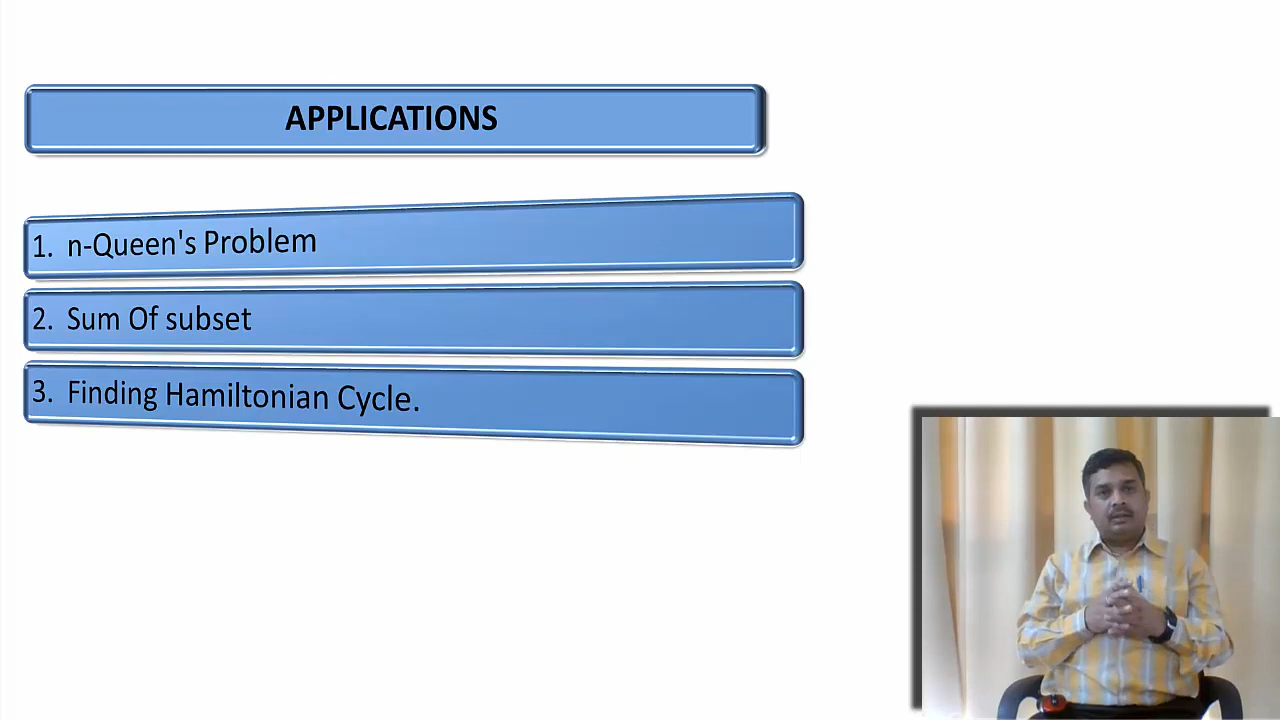 APPLICATIONS
1. n-Queen's Problem
2. Sum Of subset
3. Finding Hamiltonian Cycle.